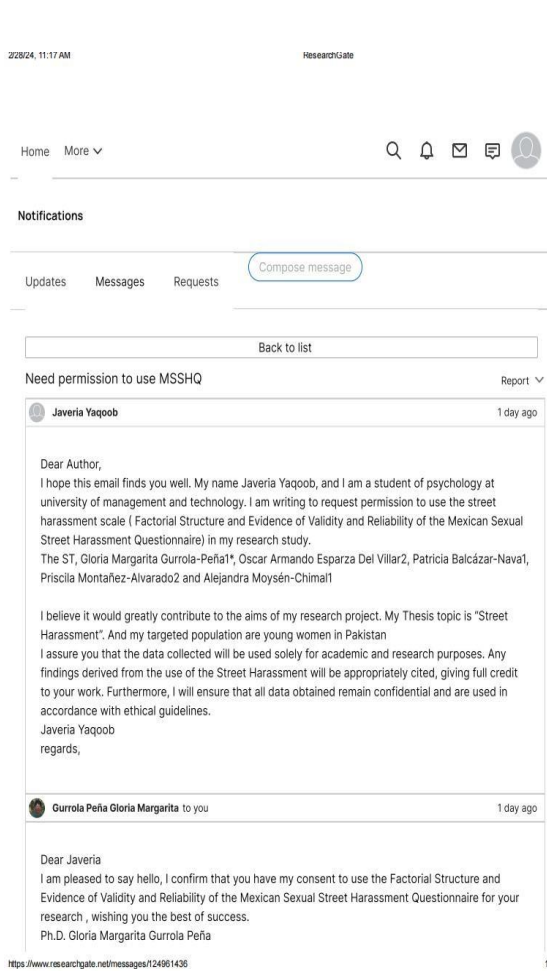 2/28/24, 11:17 AM ResearchGate
Home More
Notifications
Updates Messages Requests Compose message
Back to list
Need permission to use MSSHQ Report
Javeria Yaqoob 1 day ago
Dear Author,
I hope this email finds you well. My name Javeria Yaqoob, and I am a student of psychology at
university of management and technology. I am writing to request permission to use the street
harassment scale ( Factorial Structure and Evidence of Validity and Reliability of the Mexican Sexual
Street Harassment Questionnaire) in my research study.
The ST, Gloria Margarita Gurrola-Peña1*, Oscar Armando Esparza Del Villar2, Patricia Balcázar-Nava1,
Priscila Montañez-Alvarado2 and Alejandra Moysén-Chimal1
I believe it would greatly contribute to the aims of my research project. My Thesis topic is “Street
Harassment”. And my targeted population are young women in Pakistan
I assure you that the data collected will be used solely for academic and research purposes. Any
findings derived from the use of the Street Harassment will be appropriately cited, giving full credit
to your work. Furthermore, I will ensure that all data obtained remain confidential and are used in
accordance with ethical guidelines.
Javeria Yaqoob
regards,
Gurrola Peña Gloria Margarita to you 1 day ago
Dear Javeria
I am pleased to say hello, I confirm that you have my consent to use the Factorial Structure and
Evidence of Validity and Reliability of the Mexican Sexual Street Harassment Questionnaire for your
research , wishing you the best of success.
Ph.D. Gloria Margarita Gurrola Peña
https://www.researchgate.net/messages/124961436 1